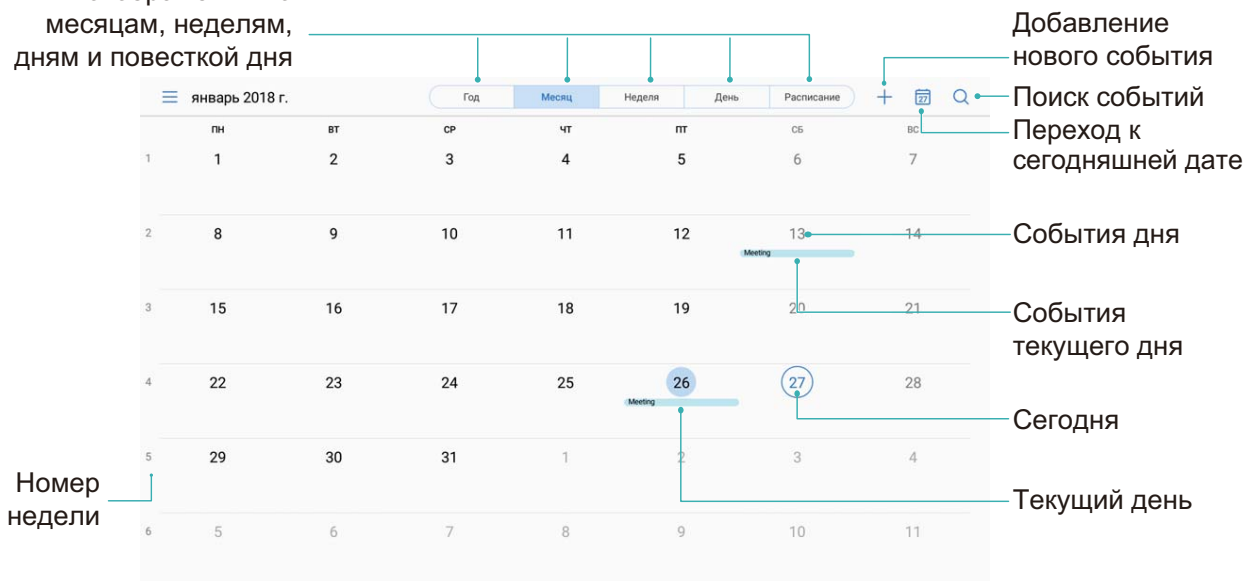 месяцам, неделям,
дням и повесткой дня
Добавление
нового события
Поиск событий
Переход к
сегодняшней дате
январь 2018 г.
Год Месяц Неделя День Расписание 27
ПН ВТ СР ЧТ ПТ СБ ВС
1 1 2 3 4 5 6 7
2 8 9 10 11 12 13 14
Meeting
События дня
3 15 16 17 18 19 20 21
События
текущего дня
4 22 23 24 25 26 27 28
Meeting
Сегодня
5 29 30 31 1 2 3 4
Номер
недели
Текущий день
6 5 6 7 8 9 10 11